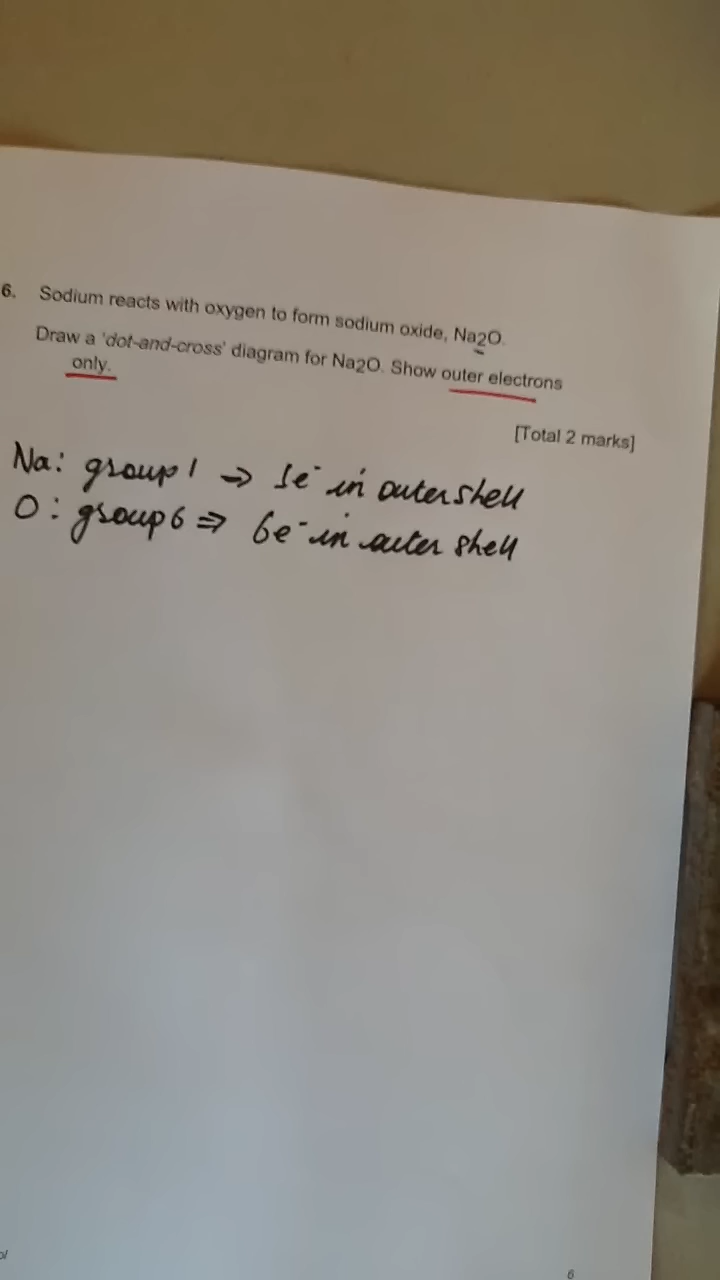 6. Sodium reacts with oxygen to form sodium oxide, Na2O.
Draw a 'dot-and-cross' diagram for Na2O. Show outer electrons
only.
[Total 2 marks]
Na: group 1 ⇒ 1e⁻ in outer shell
O: group 6 ⇒ 6e⁻ in outer shell
6